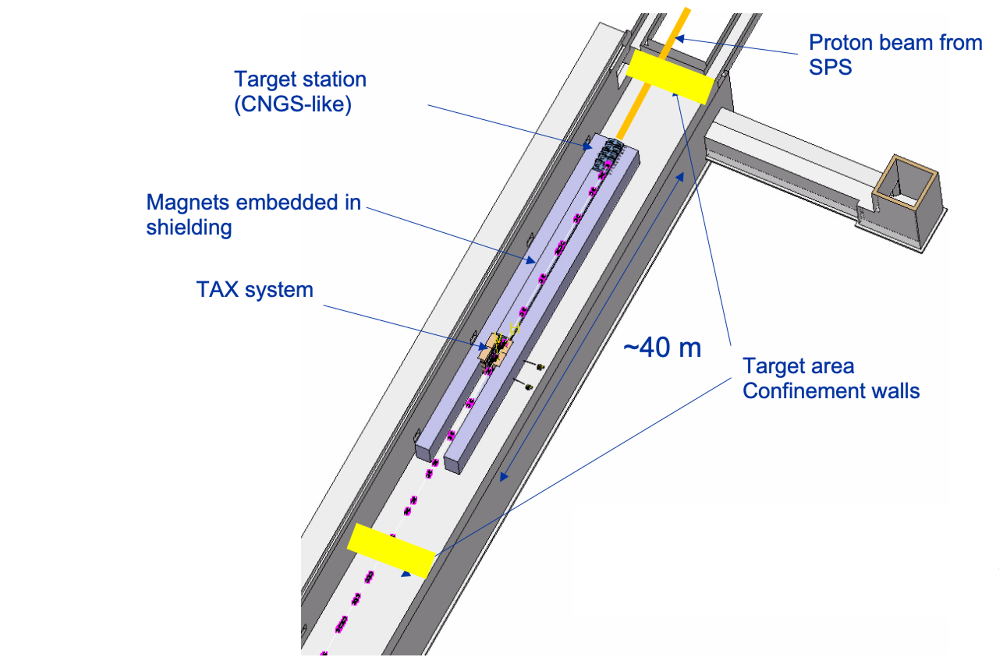 Proton beam from
SPS
Target station
(CNGS-like)
Magnets embedded in
shielding
TAX system
H
~40 m
Target area
Confinement walls